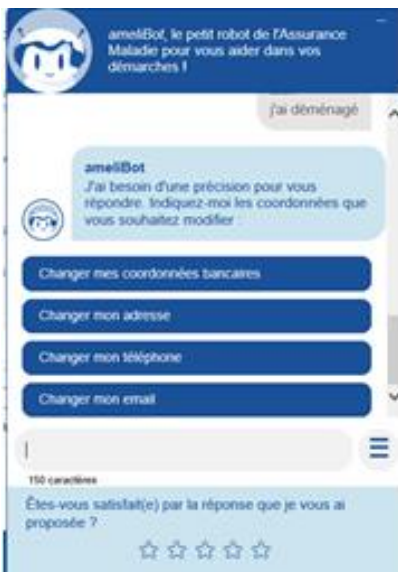 ameliBot, le petit robot de l'Assurance
Maladie pour vous aider dans vos
démarches !
j'ai déménagé
ameliBot
J'ai besoin d'une précision pour vous
répondre. Indiquez-moi les coordonnées que
vous souhaitez modifier :
Changer mes coordonnées bancaires
Changer mon adresse
Changer mon téléphone
Changer mon email
150 caractères
Êtes-vous satisfait(e) par la réponse que je vous ai
proposée ?